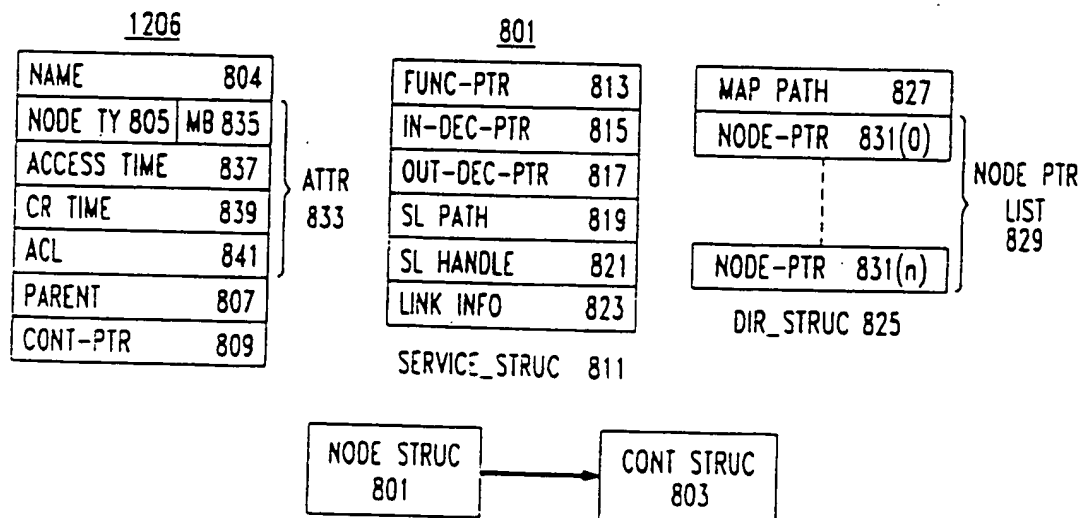 1206
NAME 804
NODE TY 805 MB 835
ACCESS TIME 837
CR TIME 839
ACL 841
PARENT 807
CONT-PTR 809
ATTR
833
801
FUNC-PTR 813
IN-DEC-PTR 815
OUT-DEC-PTR 817
SL PATH 819
SL HANDLE 821
LINK INFO 823
SERVICE_STRUC 811
MAP PATH 827
NODE-PTR 831(0)
NODE-PTR 831(n)
NODE PTR
LIST
829
DIR_STRUC 825
NODE STRUC
801
CONT STRUC
803